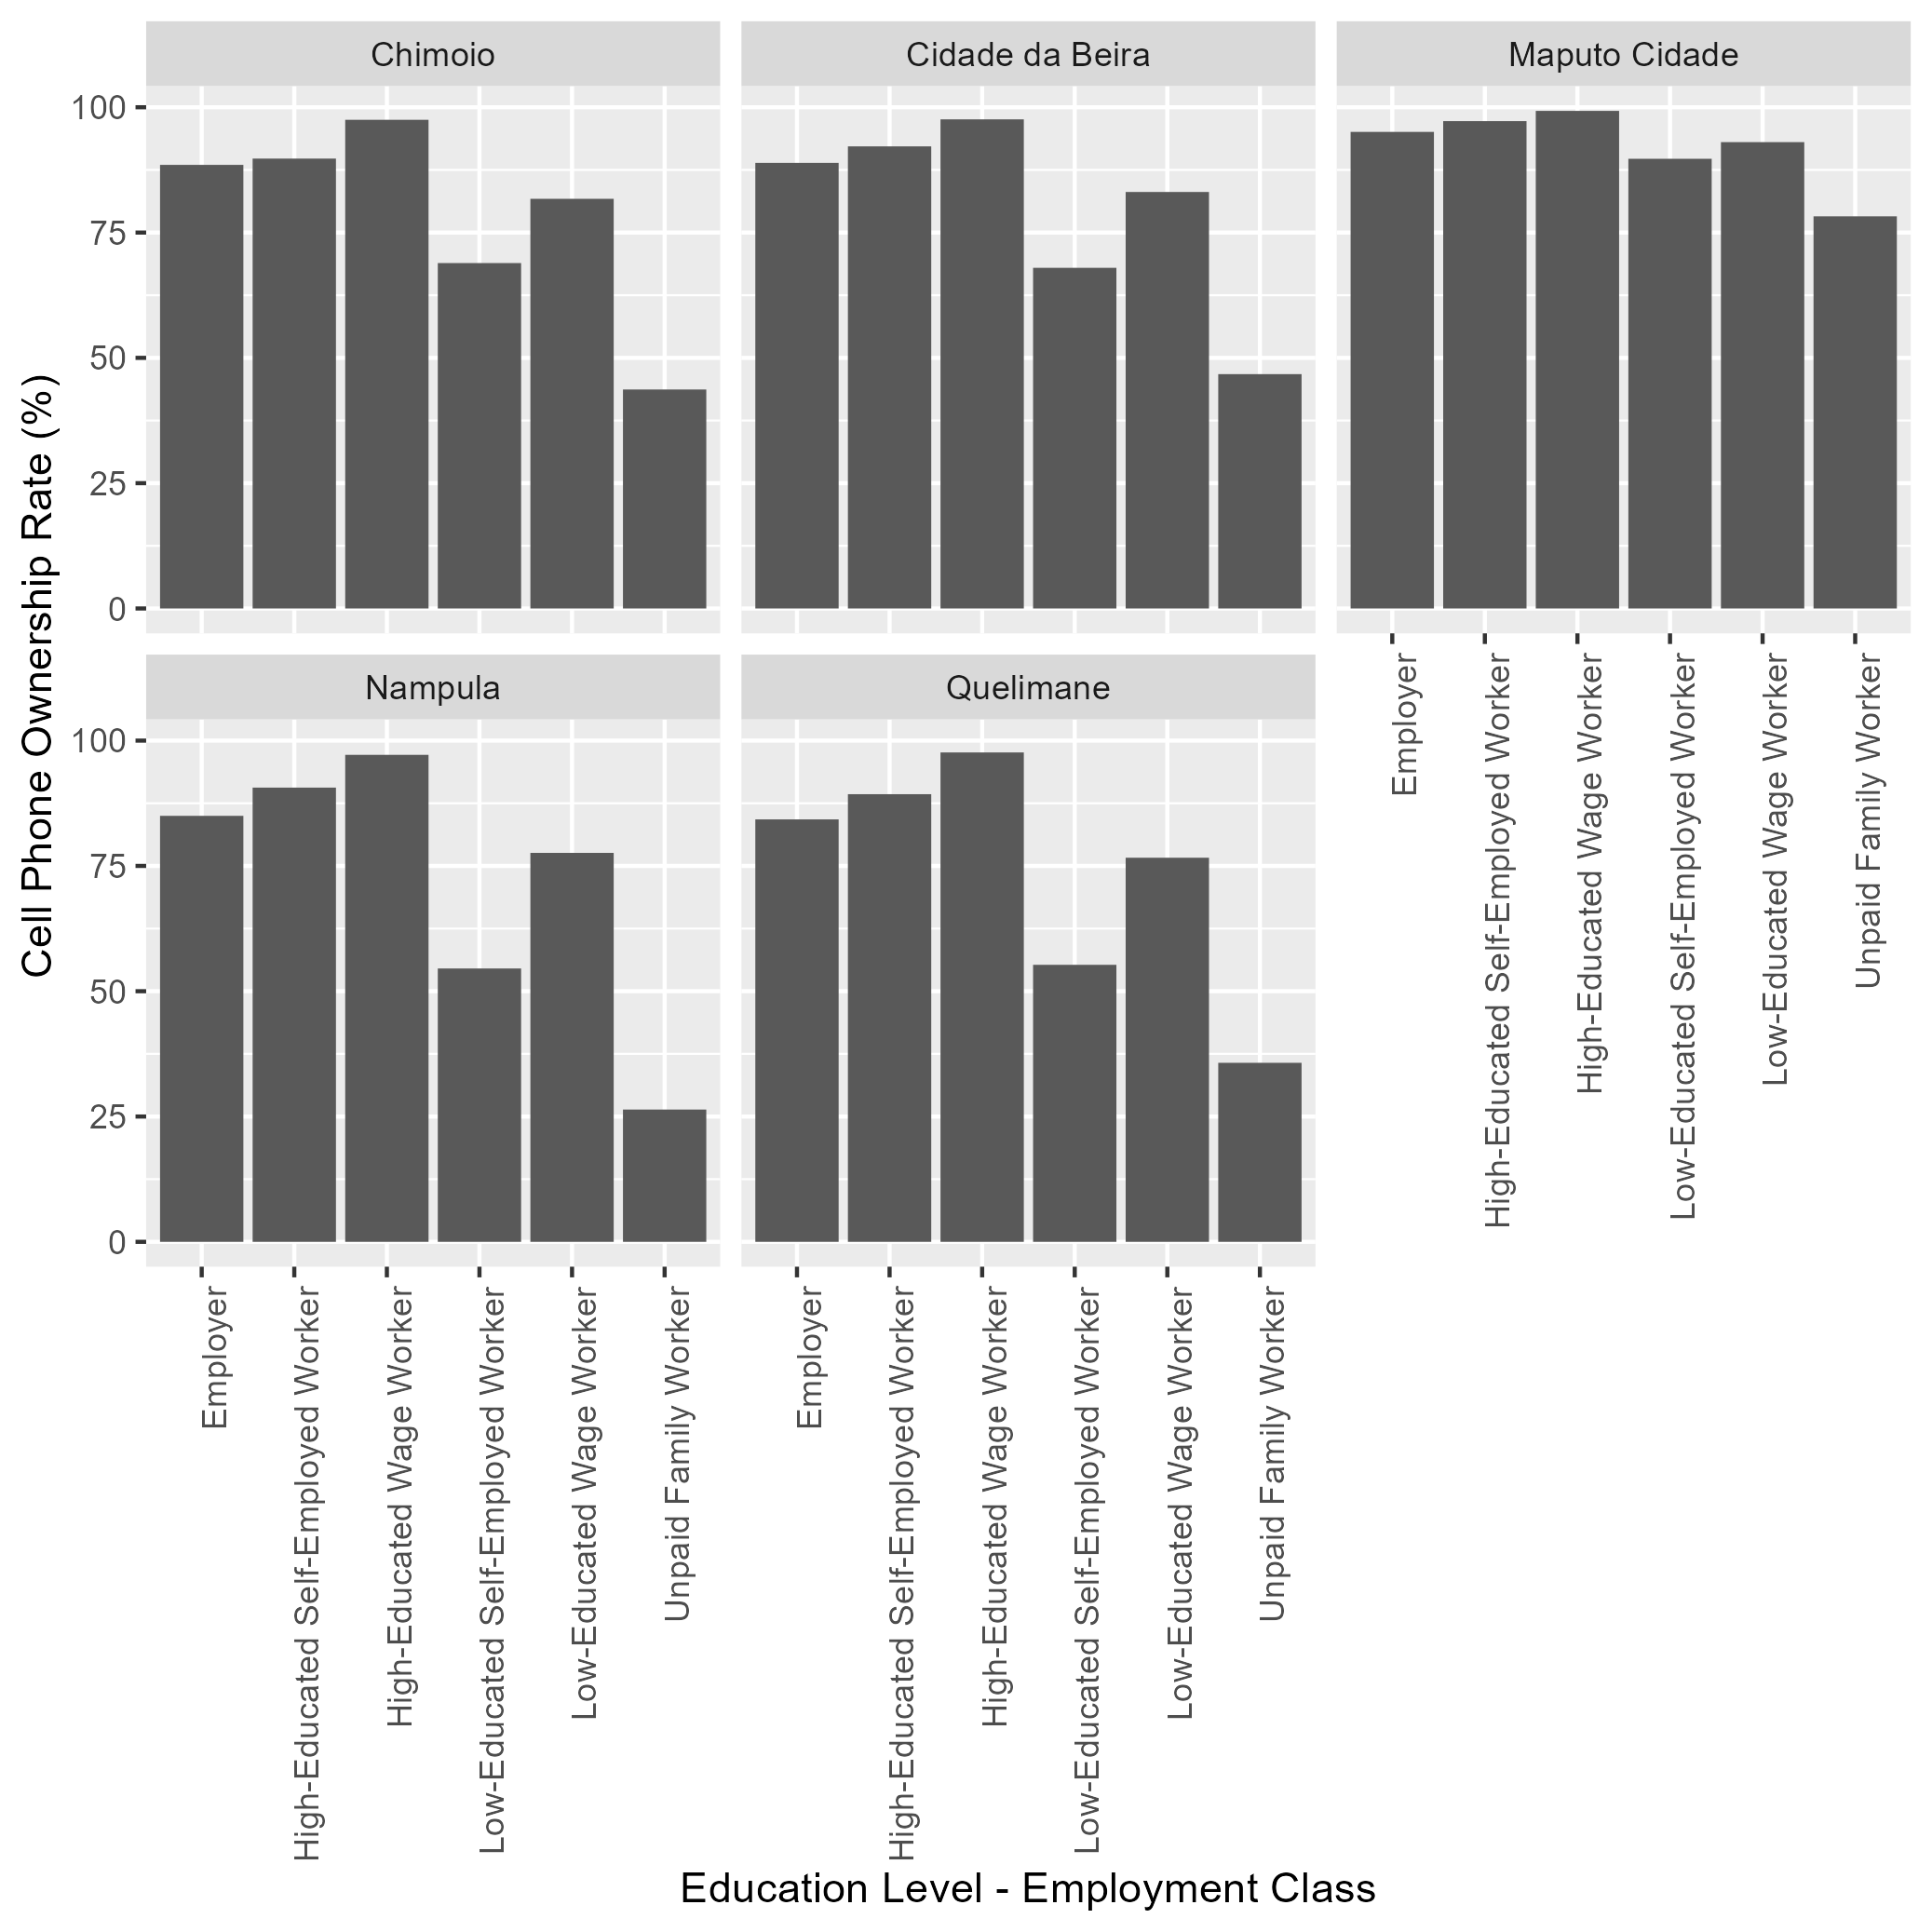 Chimoio
Cidade da Beira
Maputo Cidade
Cell Phone Ownership Rate (%)
100
75
50
25
0
Employer
High-Educated Self-Employed Worker
High-Educated Wage Worker
Low-Educated Self-Employed Worker
Low-Educated Wage Worker
Unpaid Family Worker
Nampula
Quelimane
100
75
50
25
0
Employer
High-Educated Self-Employed Worker
High-Educated Wage Worker
Low-Educated Self-Employed Worker
Low-Educated Wage Worker
Unpaid Family Worker
Employer
High-Educated Self-Employed Worker
High-Educated Wage Worker
Low-Educated Self-Employed Worker
Low-Educated Wage Worker
Unpaid Family Worker
Education Level - Employment Class